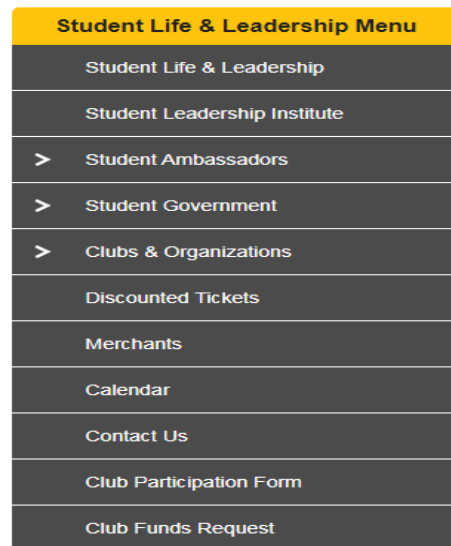 Student Life & Leadership Menu
Student Life & Leadership
Student Leadership Institute
> Student Ambassadors
> Student Government
> Clubs & Organizations
Discounted Tickets
Merchants
Calendar
Contact Us
Club Participation Form
Club Funds Request